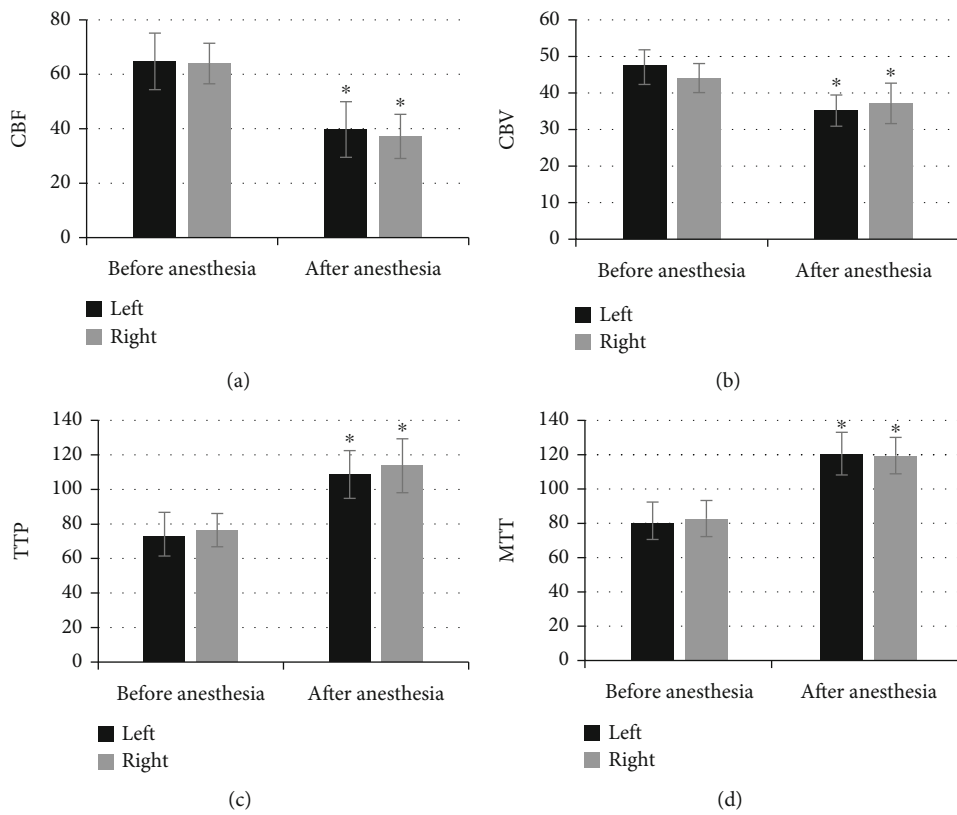 80
60
40
20
0
CBF
*
*
Before anesthesia
After anesthesia
Left
Right
(a)
60
50
40
30
20
10
0
CBV
*
*
Before anesthesia
After anesthesia
Left
Right
(b)
140
120
100
80
60
40
20
0
TTP
*
*
Before anesthesia
After anesthesia
Left
Right
(c)
140
120
100
80
60
40
20
0
MTT
*
*
Before anesthesia
After anesthesia
Left
Right
(d)